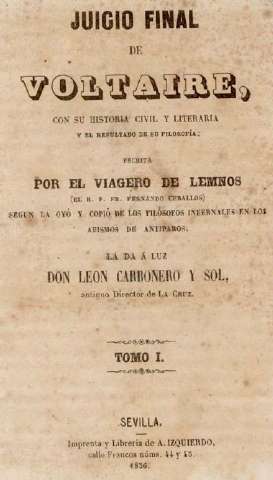 JUICIO FINAL
DE
VOLTAIRE,
CON SU HISTORIA CIVIL Y LITERARIA
Y EL RESULTADO DE SU FILOSOFÍA;
ESCRITA
POR EL VIAGERO DE LEMNOS
(EL R. P. FR. FERNANDO CEBALLOS)
SEGUN LA OYÓ Y COPIÓ DE LOS FILÓSOFOS INFERNALES EN LOS
ABISMOS DE ANTIPAROS.
LA DA Á LUZ
DON LEON CARBONERO Y SOL,
antiguo Director de LA CRUZ.
TOMO I.
SEVILLA.
Imprenta y Librería de A. IZQUIERDO,
calle Francos núms. 44 y 45.
1856.